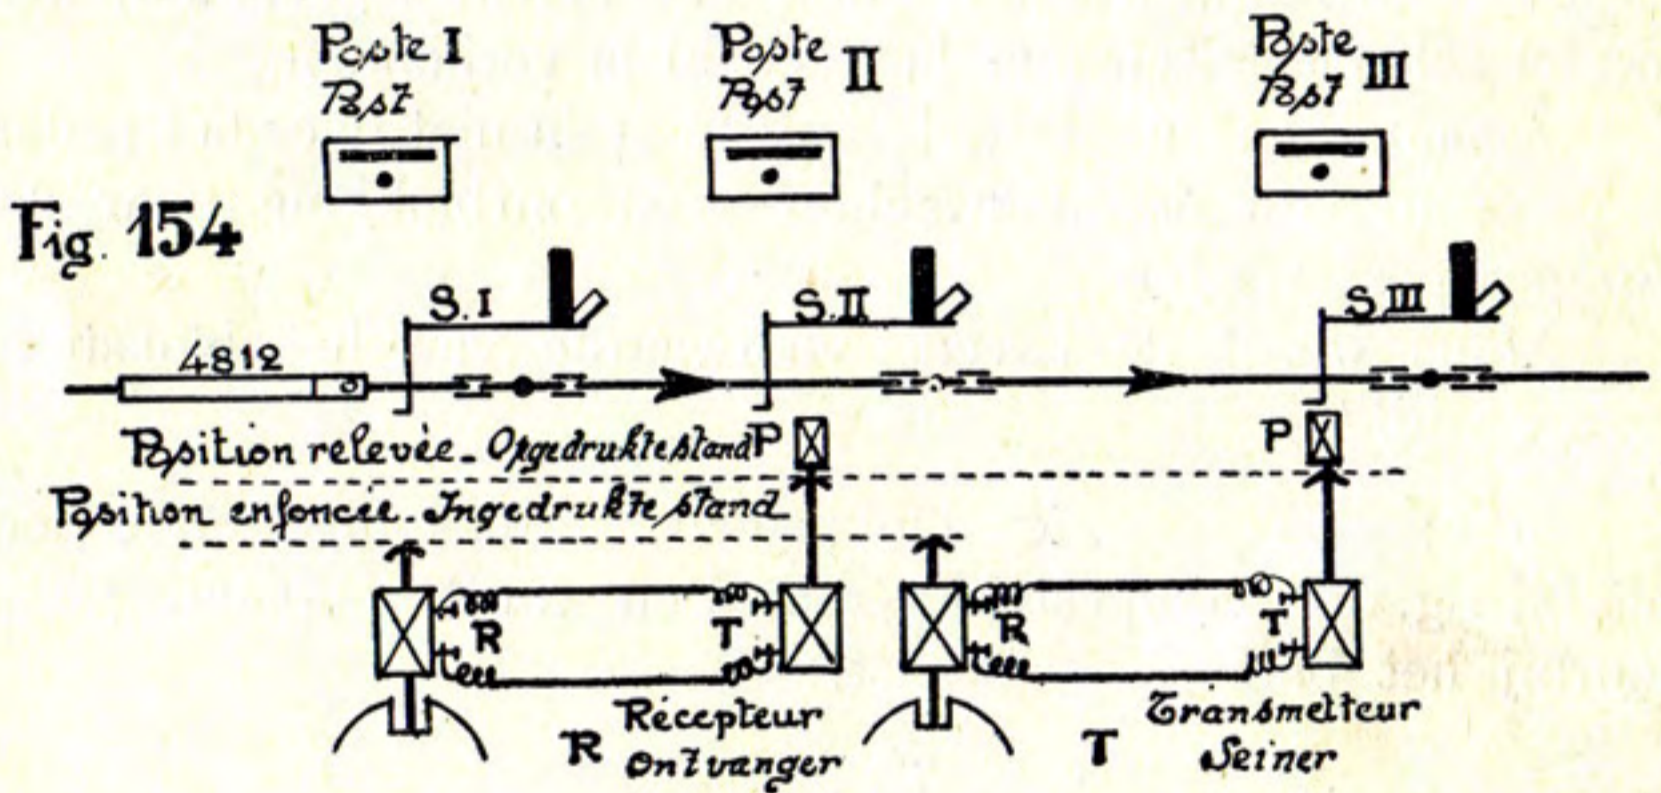 Poste I
Post
Poste II
Post
Poste III
Post
Fig. 154
S.I
S.II
S.III
4812
Position relevée - Opgedrukte stand
P
P
Position enfoncée - Ingedrukte stand
R
T
R
T
R Récepteur
Ontvanger
T Transmetteur
Seiner